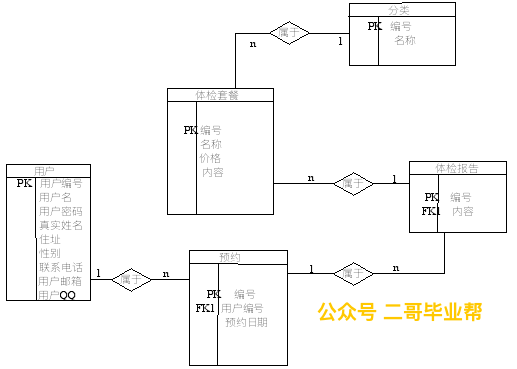 分类
PK 编号
名称
属于
n
1
体检套餐
PK 编号
名称
价格
内容
n
属于
1
体检报告
PK 编号
FK1 内容
用户
PK 用户编号
用户名
用户密码
真实姓名
住址
性别
联系电话
用户邮箱
用户QQ
1
属于
n
预约
PK 编号
FK1 用户编号
预约日期
1
属于
n
公众号 二哥毕业帮